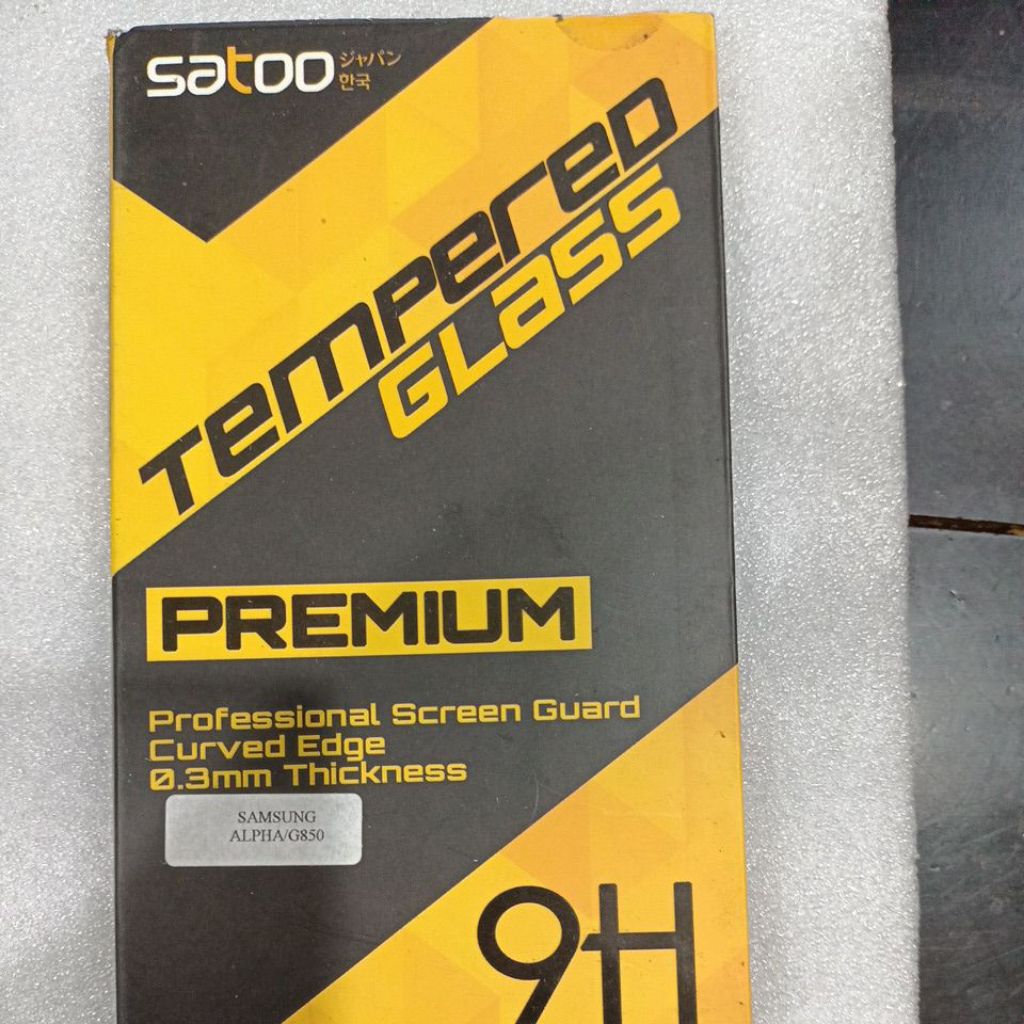 satoo ジャパン
한국
Tempered
Glass
PREMIUM
Professional Screen Guard
Curved Edge
0.3mm Thickness
SAMSUNG
ALPHA/G850
9H